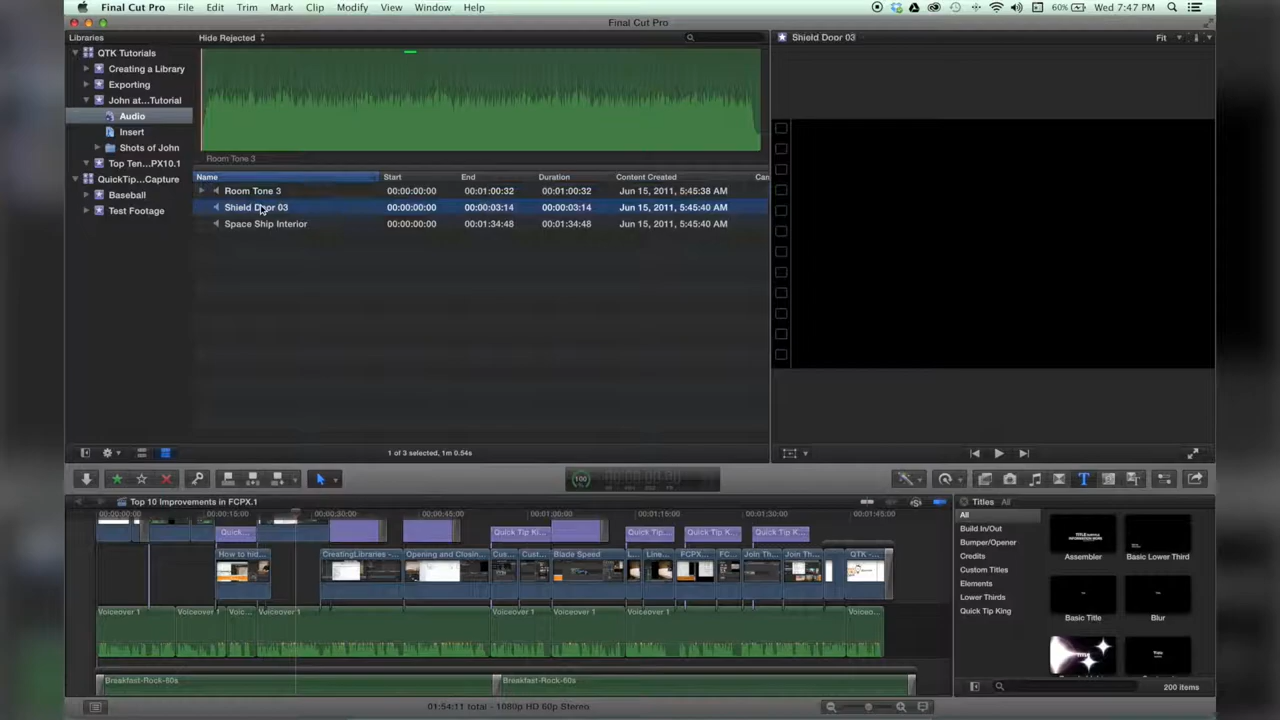 Final Cut Pro File Edit Trim Mark Clip Modify View Window Help 60% Wed 7:47 PM
Final Cut Pro
Libraries Hide Rejected Shield Door 03 Fit
QTK Tutorials
Creating a Library
Exporting
John at...Tutorial
Audio
Insert
Shots of John
Top Ten...PX10.1
QuickTip...Capture
Baseball
Test Footage
Room Tone 3
Name Start End Duration Content Created Can
Room Tone 3 00:00:00:00 00:01:00:32 00:01:00:32 Jun 15, 2011, 5:45:38 AM
Shield Door 03 00:00:00:00 00:00:03:14 00:00:03:14 Jun 15, 2011, 5:45:40 AM
Space Ship Interior 00:00:00:00 00:01:34:48 00:01:34:48 Jun 15, 2011, 5:45:40 AM
1 of 3 selected, 1m 0.54s
100
Top 10 Improvements in FCPX.1
00:00:00:00 00:00:15:00 00:00:30:00 00:00:45:00 00:01:00:00 00:01:15:00 00:01:30:00 00:01:45:00
Quick... Quick Tip Ki... Quick Tip... Quick Tip K... Quick Tip K...
How to hid... CreatingLibraries -... Opening and Closin... Cus... Cust... Blade Speed L... Line... FCPX... FC... Join Th... Join Th... QTK -...
Voiceover 1 Voiceover 1 Voic... Voiceover 1 Voiceover 1 Voiceover 1 Voiceover 1 Voiceo...
Breakfast-Rock-60s Breakfast-Rock-60s
01:54:11 total - 1080p HD 60p Stereo
Titles All
All
Build In/Out
Bumper/Opener
Credits
Custom Titles
Elements
Lower Thirds
Quick Tip King
Assembler Basic Lower Third
Basic Title Blur
200 items